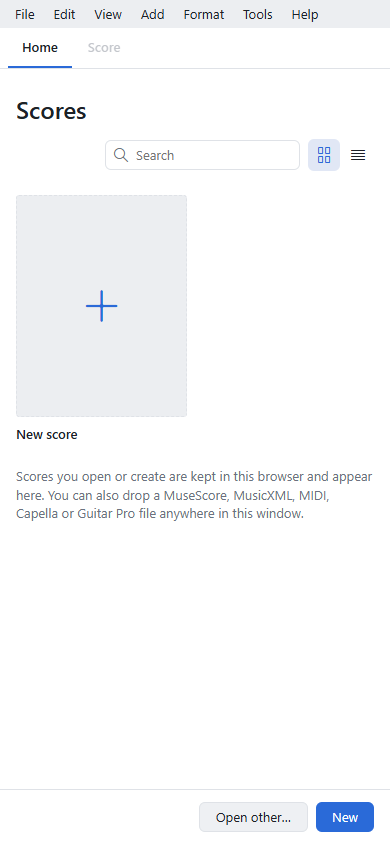 File Edit View Add Format Tools Help
Home Score
Scores
Search
New score
Scores you open or create are kept in this browser and appear
here. You can also drop a MuseScore, MusicXML, MIDI,
Capella or Guitar Pro file anywhere in this window.
Open other... New